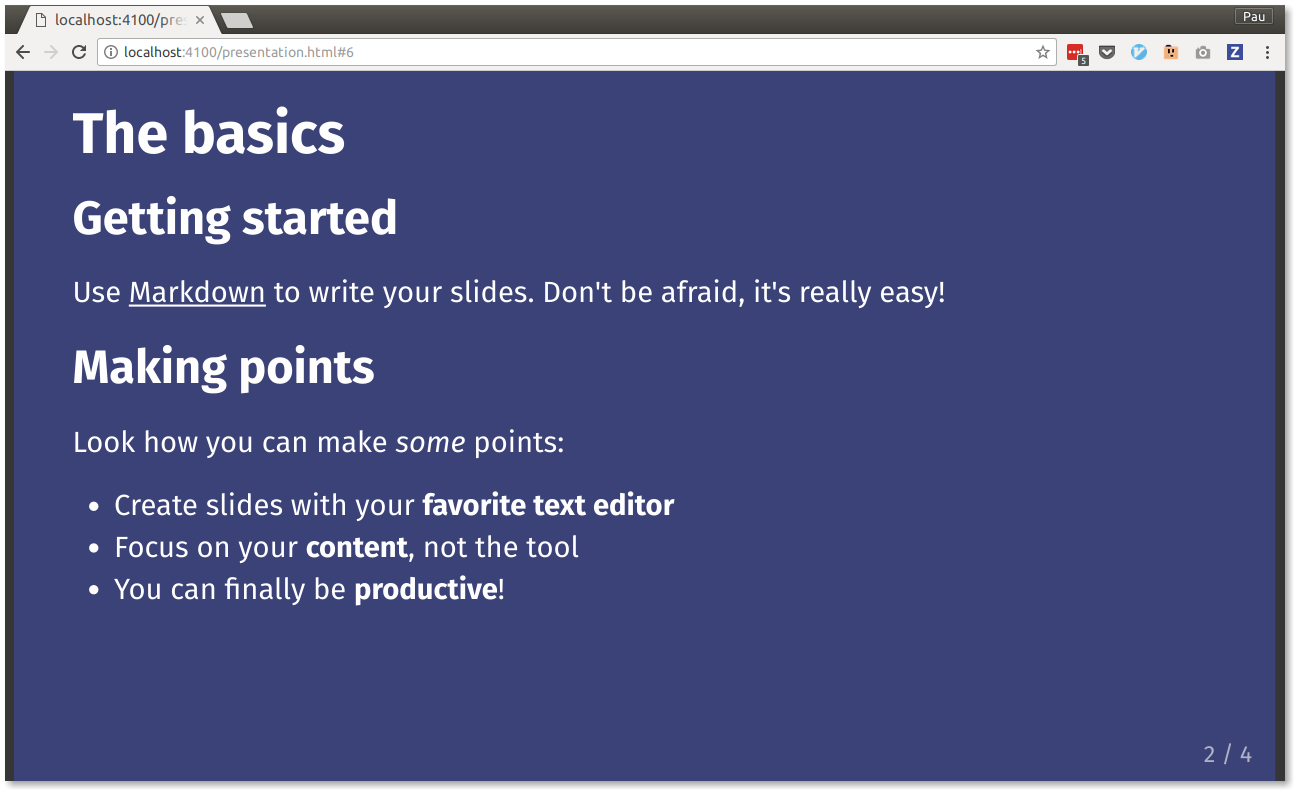 localhost:4100/pres
Pau
localhost:4100/presentation.html#6
5
Z
The basics
Getting started
Use Markdown to write your slides. Don't be afraid, it's really easy!
Making points
Look how you can make some points:
• Create slides with your favorite text editor
• Focus on your content, not the tool
• You can finally be productive!
2 / 4